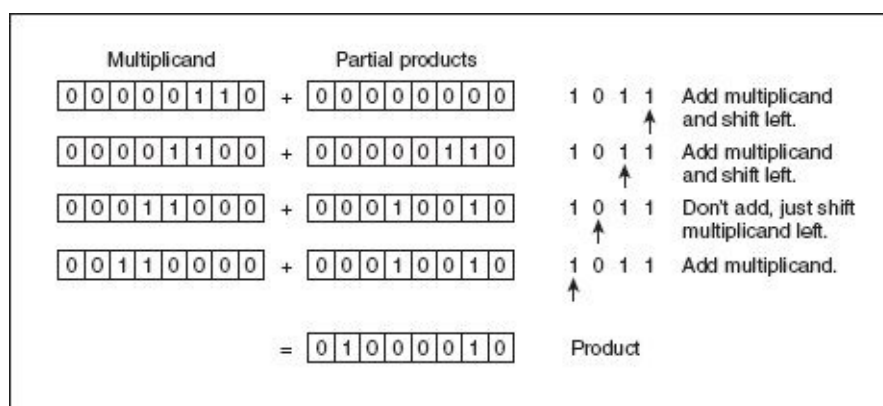 Multiplicand Partial products
0 0 0 0 0 1 1 0 + 0 0 0 0 0 0 0 0 1 0 1 1 Add multiplicand
and shift left.
0 0 0 0 1 1 0 0 + 0 0 0 0 0 1 1 0 1 0 1 1 Add multiplicand
and shift left.
0 0 0 1 1 0 0 0 + 0 0 0 1 0 0 1 0 1 0 1 1 Don't add, just shift
multiplicand left.
0 0 1 1 0 0 0 0 + 0 0 0 1 0 0 1 0 1 0 1 1 Add multiplicand.
= 0 1 0 0 0 0 1 0 Product